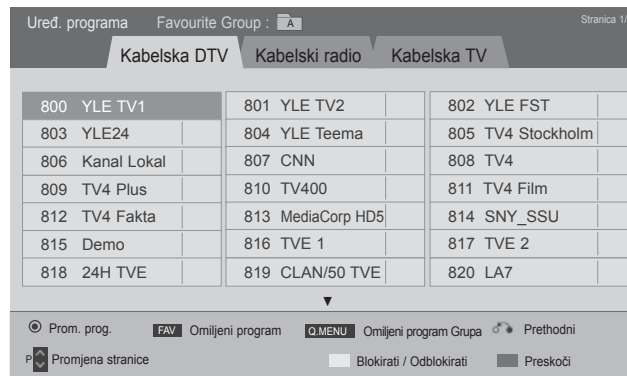 Uređ. programa Favourite Group : A Stranica 1/
Kabelska DTV Kabelski radio Kabelska TV
800 YLE TV1 801 YLE TV2 802 YLE FST
803 YLE24 804 YLE Teema 805 TV4 Stockholm
806 Kanal Lokal 807 CNN 808 TV4
809 TV4 Plus 810 TV400 811 TV4 Film
812 TV4 Fakta 813 MediaCorp HD5 814 SNY_SSU
815 Demo 816 TVE 1 817 TVE 2
818 24H TVE 819 CLAN/50 TVE 820 LA7
Prom. prog. FAV Omiljeni program Q.MENU Omiljeni program Grupa Prethodni
P Promjena stranice Blokirati / Odblokirati Preskoči